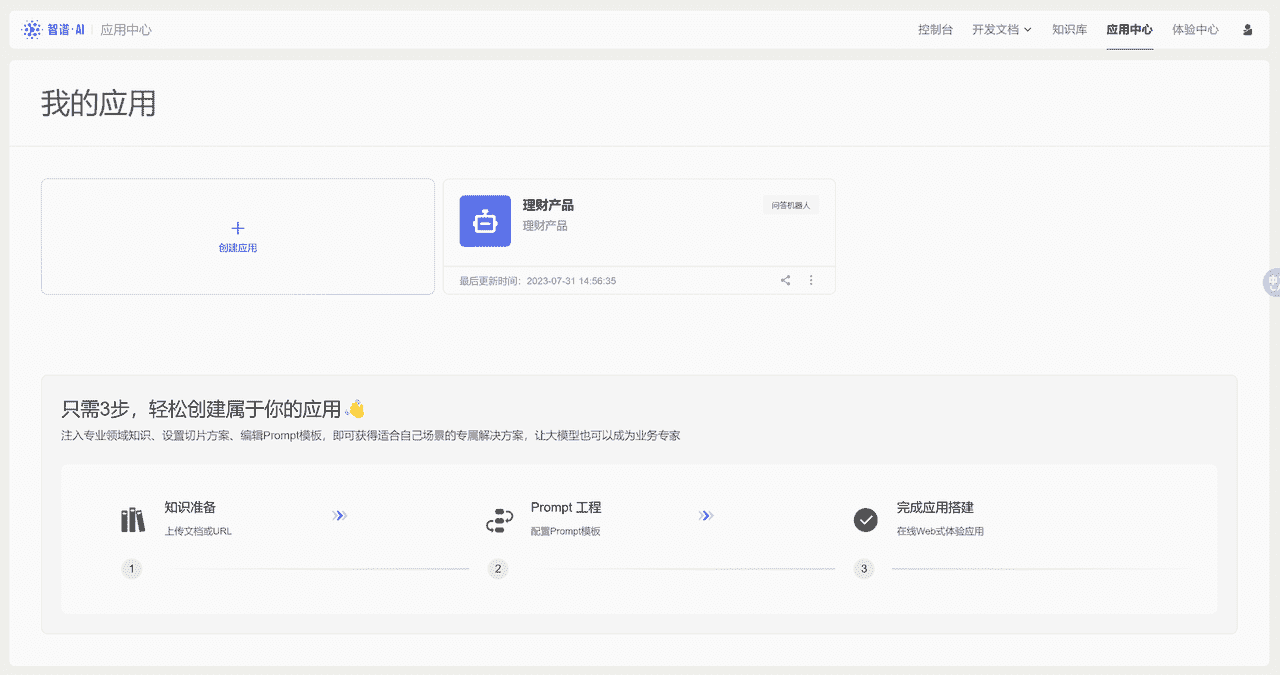 智谱·AI 应用中心
控制台 开发文档 知识库 应用中心 体验中心
我的应用
创建应用
理财产品
问答机器人
理财产品
最后更新时间：2023-07-31 14:56:35
只需3步，轻松创建属于你的应用
注入专业领域知识、设置切片方案、编辑Prompt模板，即可获得适合自己场景的专属解决方案，让大模型也可以成为业务专家
知识准备
上传文档或URL
Prompt 工程
配置Prompt模板
完成应用搭建
在线Web式体验应用
1
2
3